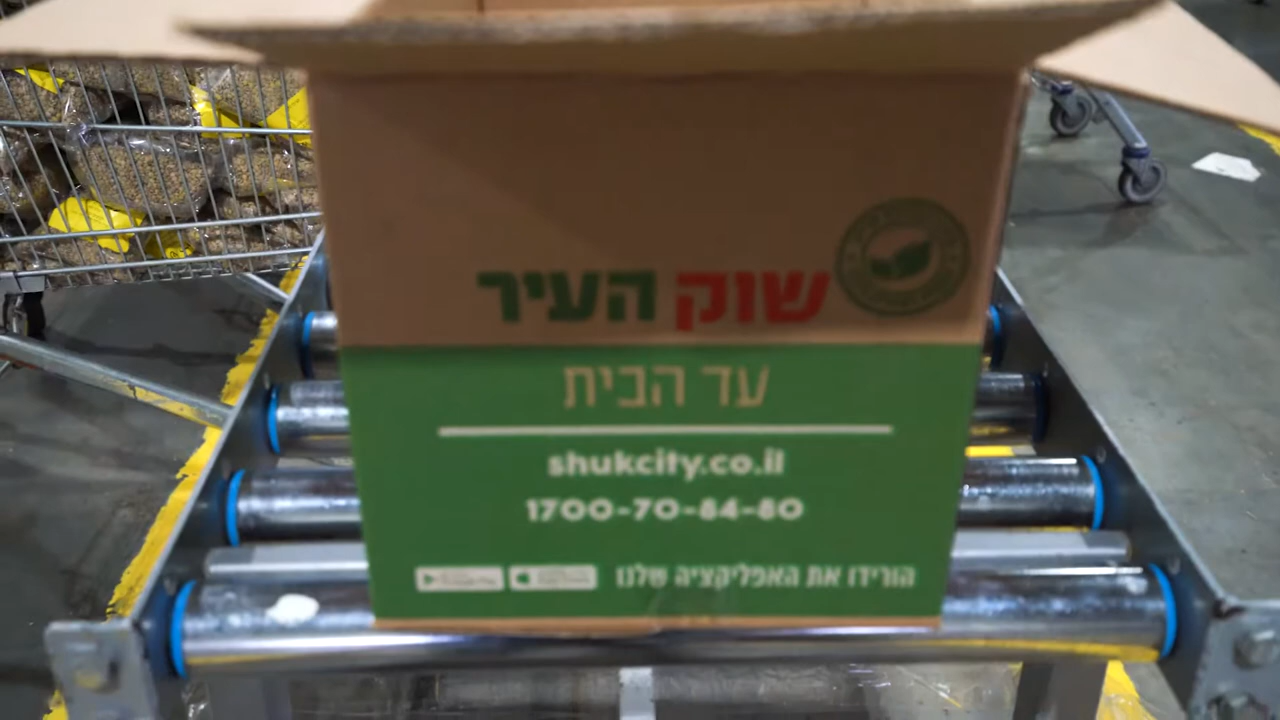 שוק העיר
עד הבית
shukcity.co.il
1700-70-84-80
הורידו את האפליקציה שלנו